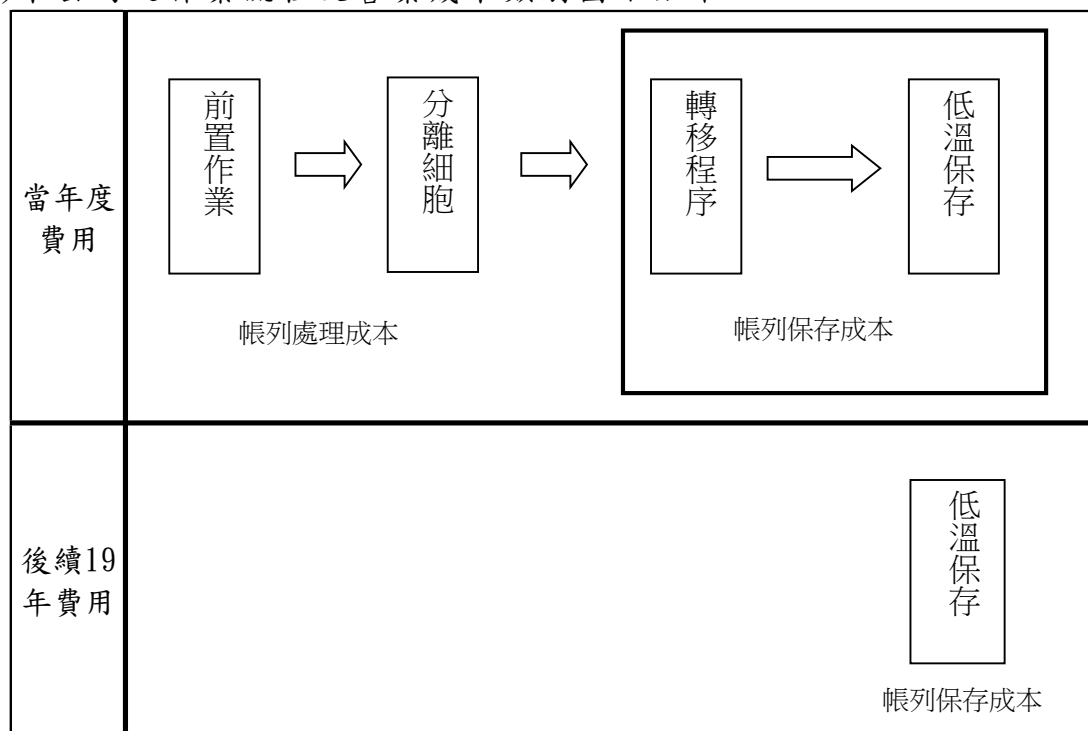 前置作業
分離細胞
轉移程序
低溫保存
當年度
費用
帳列處理成本
帳列保存成本
低溫保存
後續19
年費用
帳列保存成本